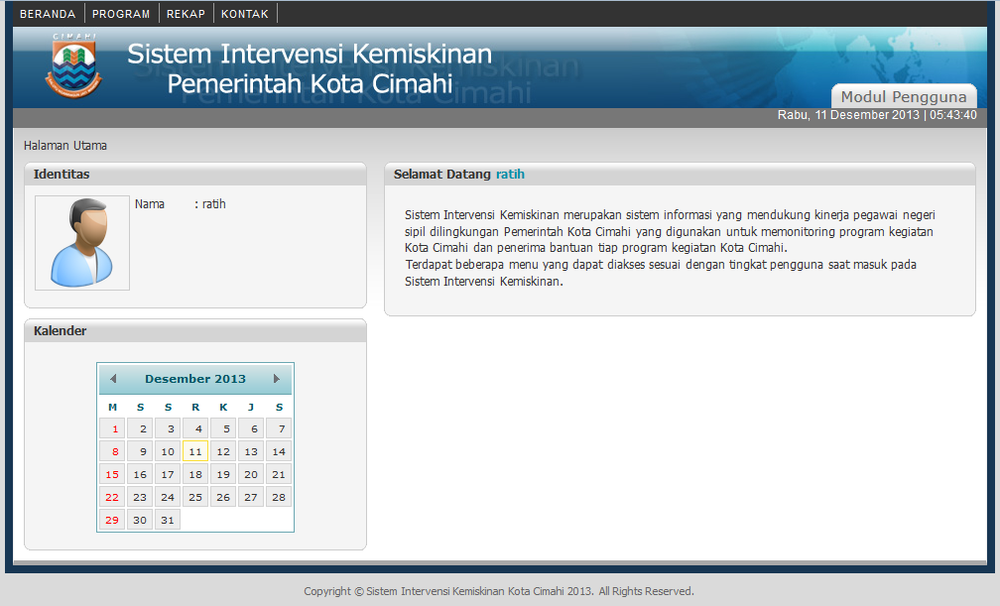 BERANDA PROGRAM REKAP KONTAK
CIMAHI
Sistem Intervensi Kemiskinan
Pemerintah Kota Cimahi
Modul Pengguna
Rabu, 11 Desember 2013 | 05:43:40
Halaman Utama
Identitas
Nama : ratih
Selamat Datang ratih
Sistem Intervensi Kemiskinan merupakan sistem informasi yang mendukung kinerja pegawai negeri
sipil dilingkungan Pemerintah Kota Cimahi yang digunakan untuk memonitoring program kegiatan
Kota Cimahi dan penerima bantuan tiap program kegiatan Kota Cimahi.
Terdapat beberapa menu yang dapat diakses sesuai dengan tingkat pengguna saat masuk pada
Sistem Intervensi Kemiskinan.
Kalender
Desember 2013
M S S R K J S
1 2 3 4 5 6 7
8 9 10 11 12 13 14
15 16 17 18 19 20 21
22 23 24 25 26 27 28
29 30 31
Copyright © Sistem Intervensi Kemiskinan Kota Cimahi 2013. All Rights Reserved.